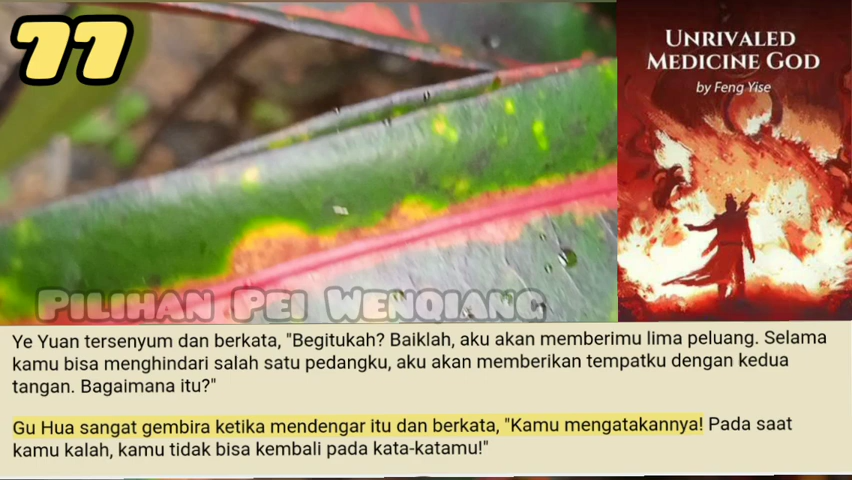 77
UNRIVALED
MEDICINE GOD
by Feng Yise
PILIHAN PEI WENQIANG
Ye Yuan tersenyum dan berkata, "Begitukah? Baiklah, aku akan memberimu lima peluang. Selama
kamu bisa menghindari salah satu pedangku, aku akan memberikan tempatku dengan kedua
tangan. Bagaimana itu?"
Gu Hua sangat gembira ketika mendengar itu dan berkata, "Kamu mengatakannya! Pada saat
kamu kalah, kamu tidak bisa kembali pada kata-katamu!"